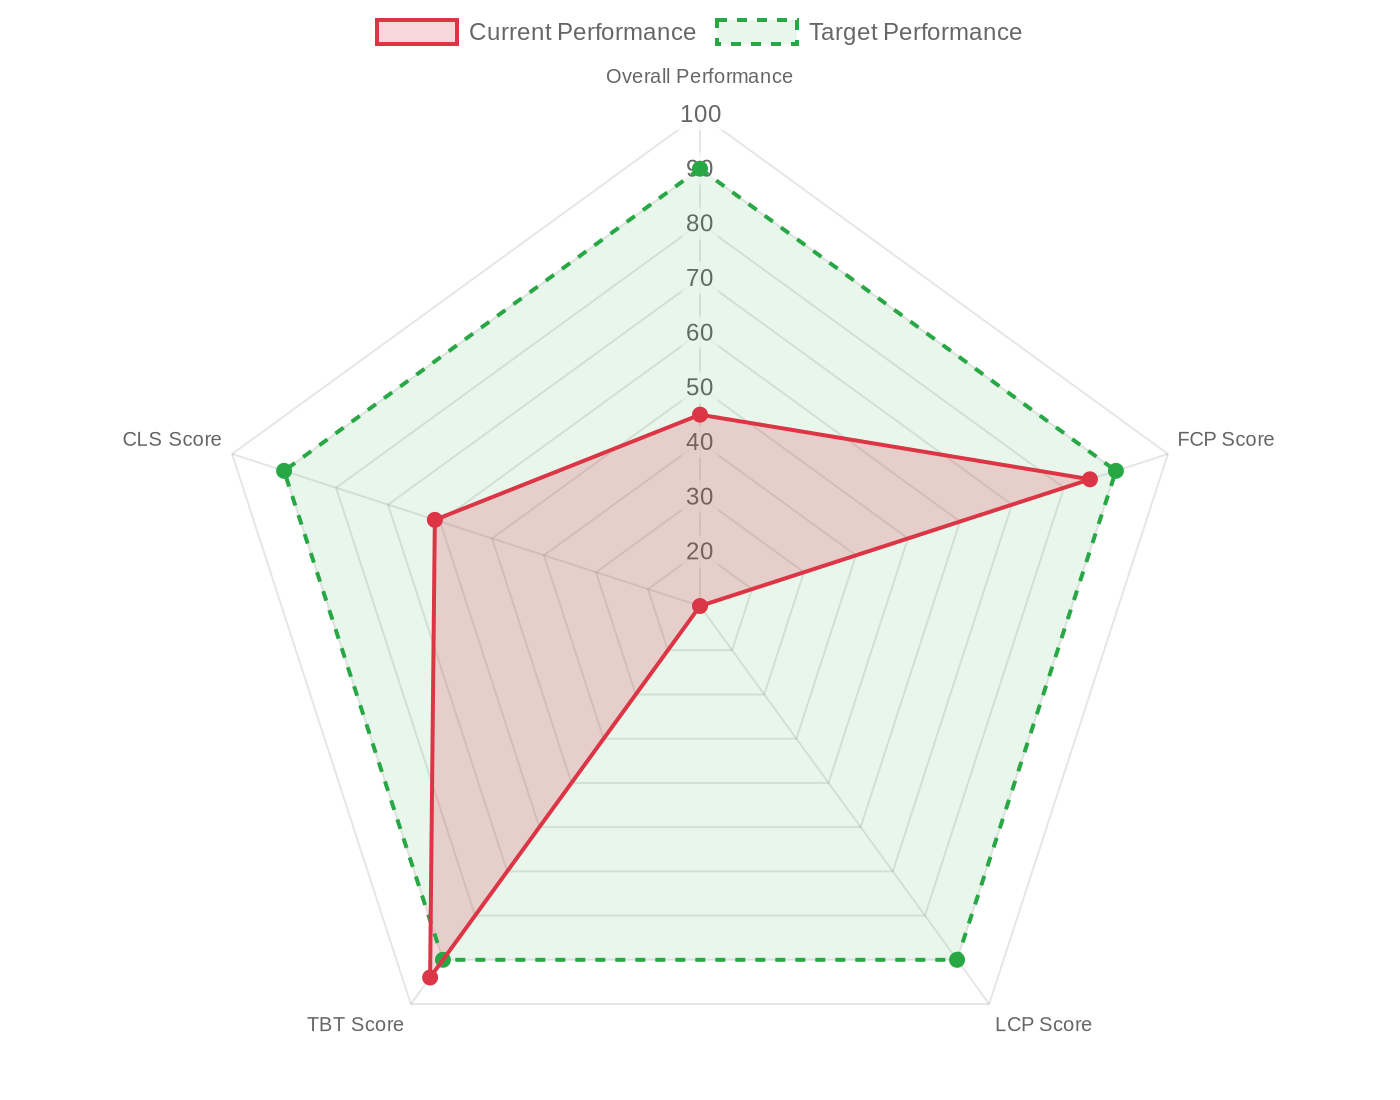 Current Performance
Target Performance
Overall Performance
100
90
80
70
60
50
40
30
20
CLS Score
FCP Score
TBT Score
LCP Score